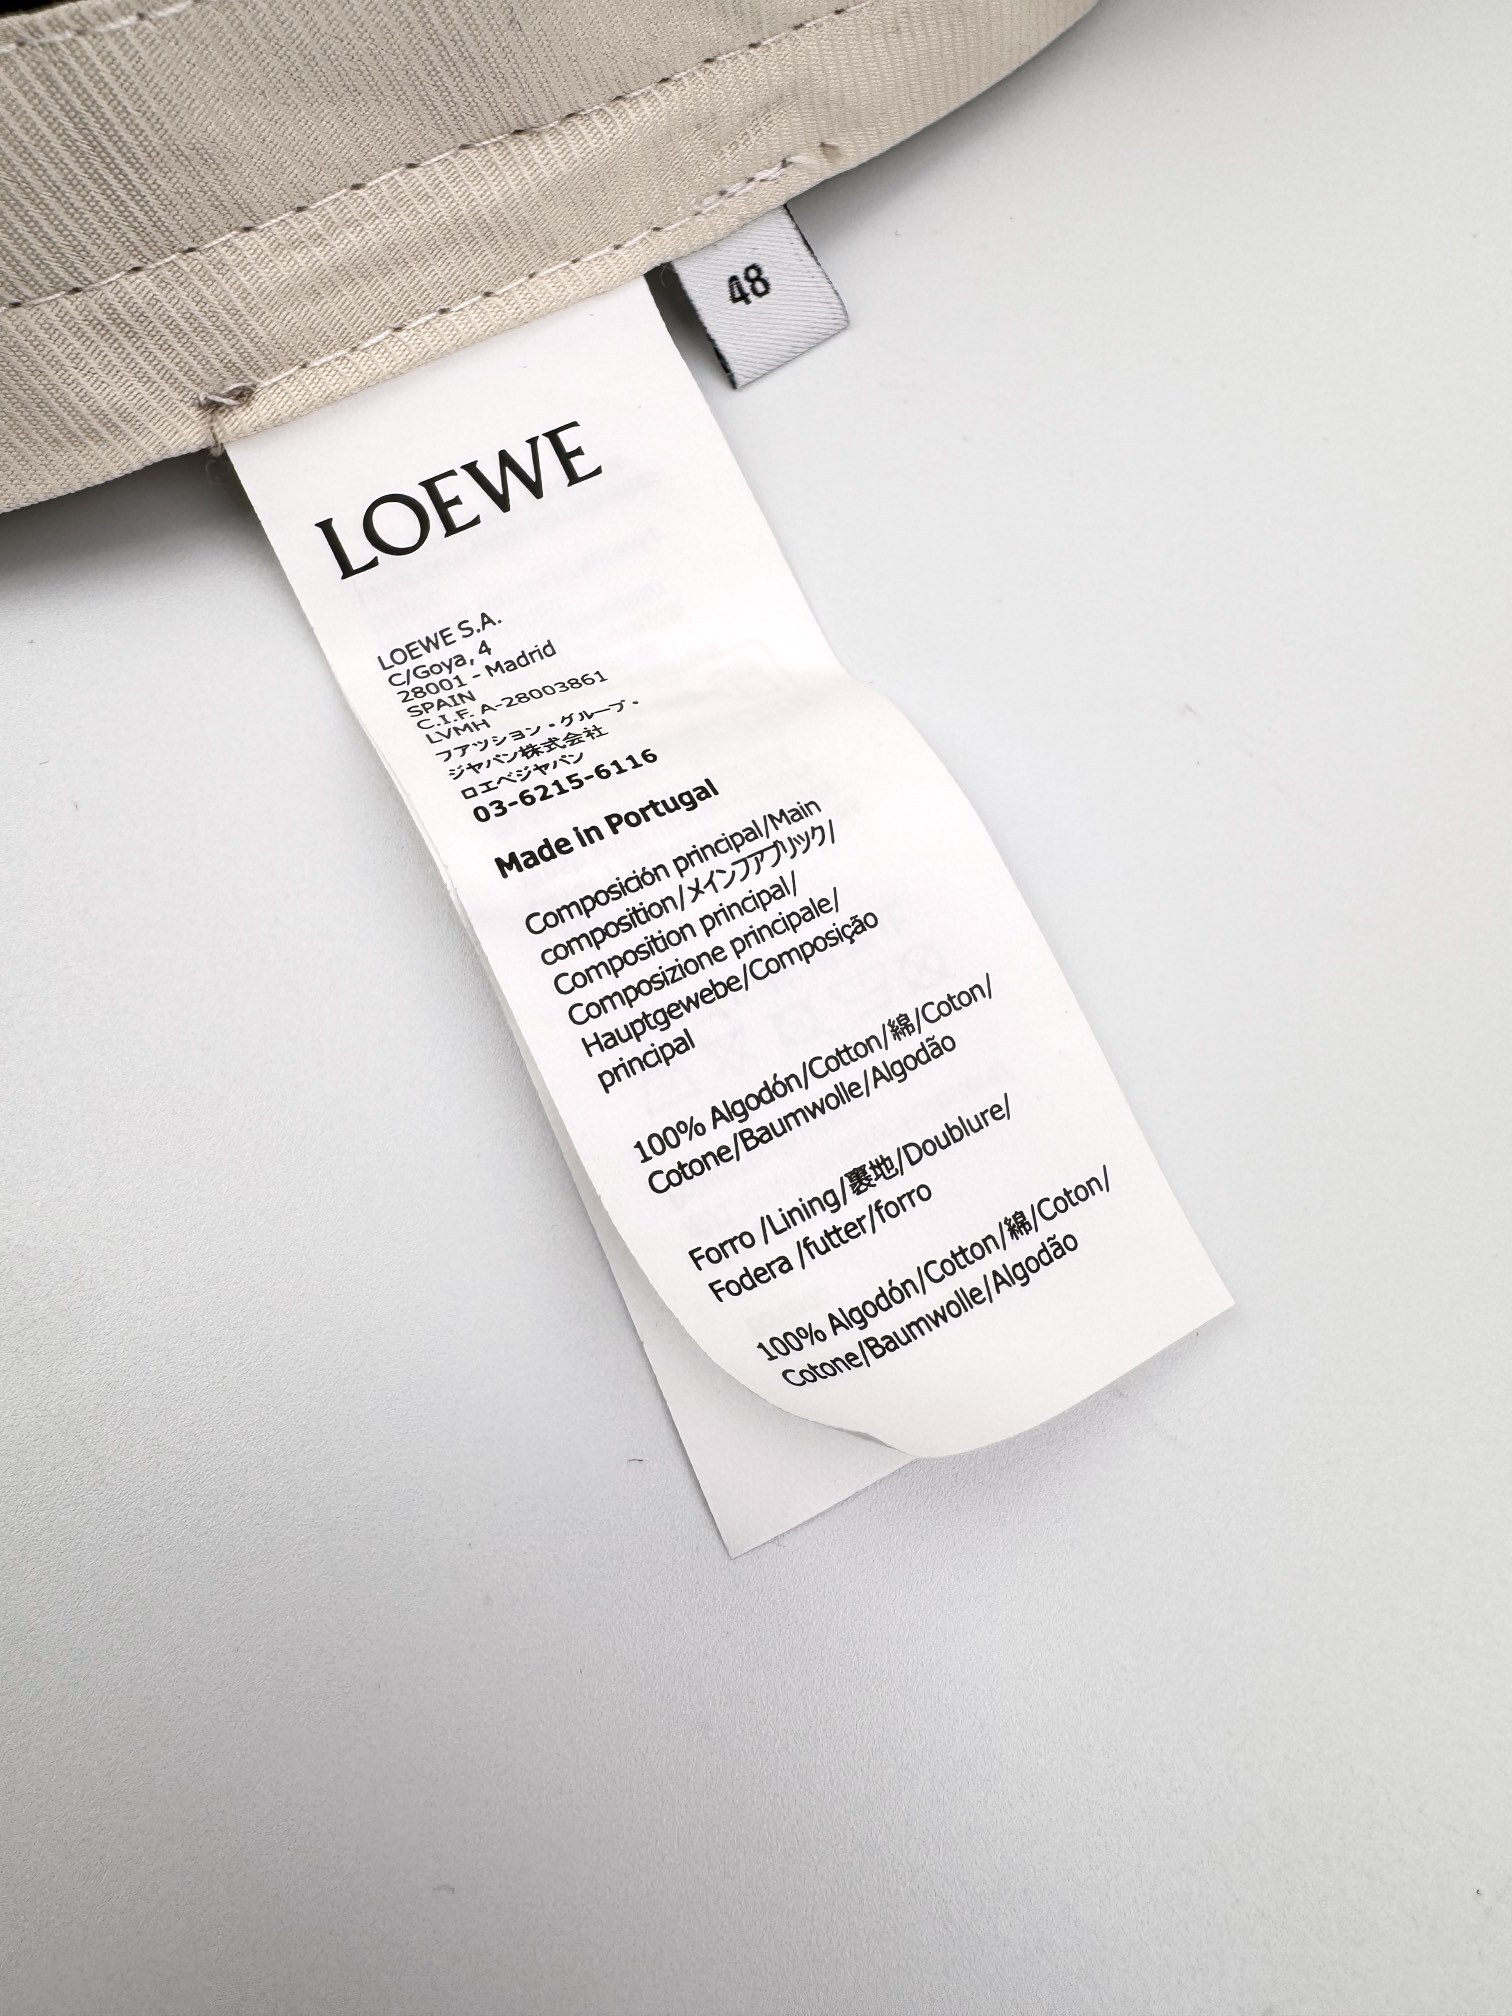 48
LOEWE
LOEWE S.A.
C/Goya, 4
28001 - Madrid
SPAIN
C.I.F. A-28003861
LVMH
ファッション・グループ・
ジャパン株式会社
ロエベジャパン
03-6215-6116
Made in Portugal
Composición principal/Main
composition/メインファブリック/
Composition principal/
Composizione principale/
Hauptgewebe/Composição
principal
100% Algodón/Cotton/綿/Coton/
Cotone/Baumwolle/Algodão
Forro /Lining/裏地/Doublure/
Fodera /futter/forro
100% Algodón/Cotton/綿/Coton/
Cotone/Baumwolle/Algodão